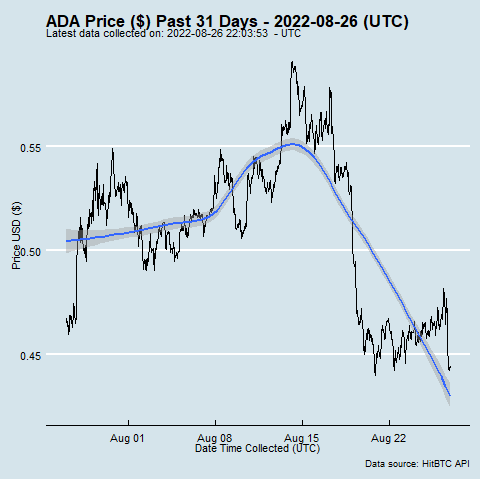 ADA Price ($) Past 31 Days - 2022-08-26 (UTC)
Latest data collected on: 2022-08-26 22:03:53 - UTC
0.55
0.50
0.45
Price USD ($)
Aug 01 Aug 08 Aug 15 Aug 22
Date Time Collected (UTC)
Data source: HitBTC API